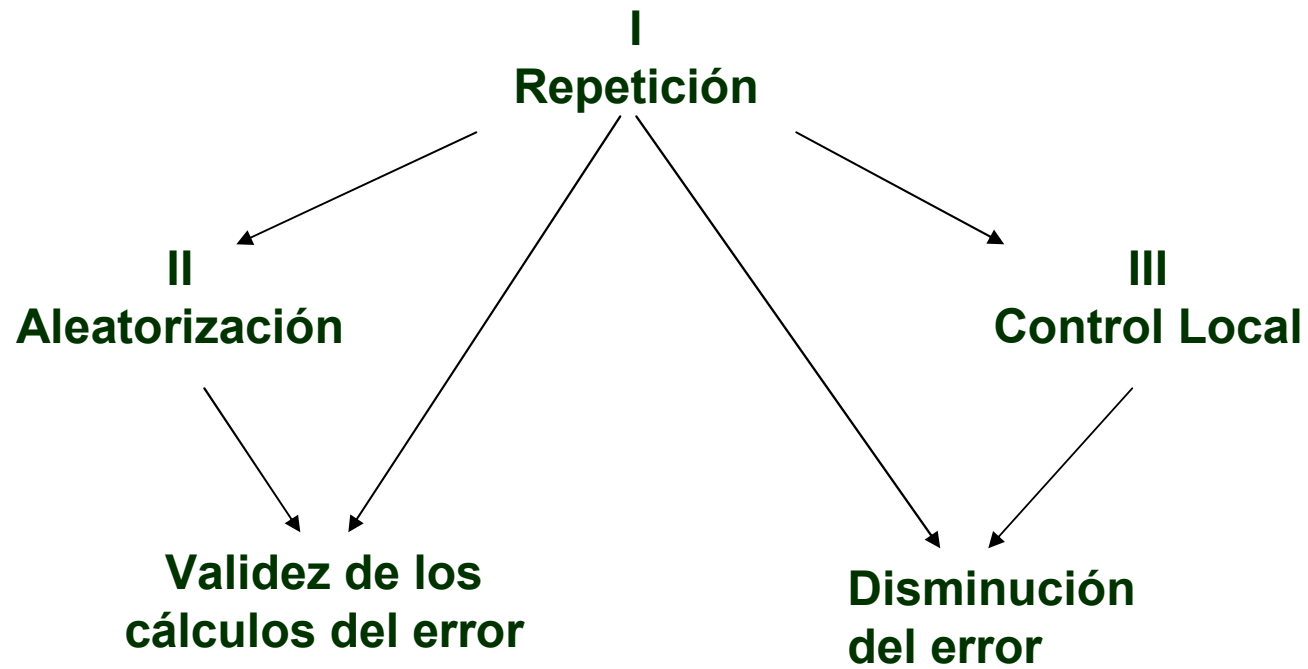 I
Repetición
II
Aleatorización
III
Control Local
Validez de los
cálculos del error
Disminución
del error